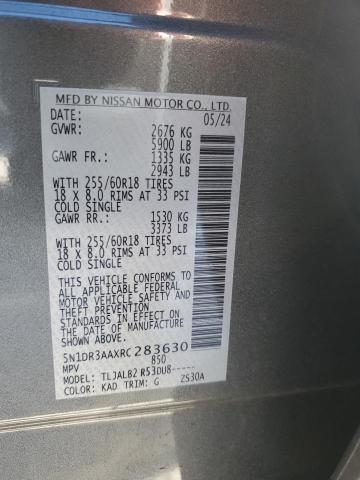 MFD BY NISSAN MOTOR CO., LTD.
DATE: 05/24
GVWR: 2676 KG
5900 LB
GAWR FR.: 1335 KG
2943 LB
WITH 255/60R18 TIRES
18 X 8.0 RIMS AT 33 PSI
COLD SINGLE
GAWR RR.: 1530 KG
3373 LB
WITH 255/60R18 TIRES
18 X 8.0 RIMS AT 33 PSI
COLD SINGLE
THIS VEHICLE CONFORMS TO
ALL APPLICABLE FEDERAL
MOTOR VEHICLE SAFETY AND
THEFT PREVENTION
STANDARDS IN EFFECT ON
THE DATE OF MANUFACTURE
SHOWN ABOVE.
5N1DR3AAXRC283630
MPV 850
MODEL: TLJALB2 R53DU8-----
COLOR: KAD TRIM: G ZS30A